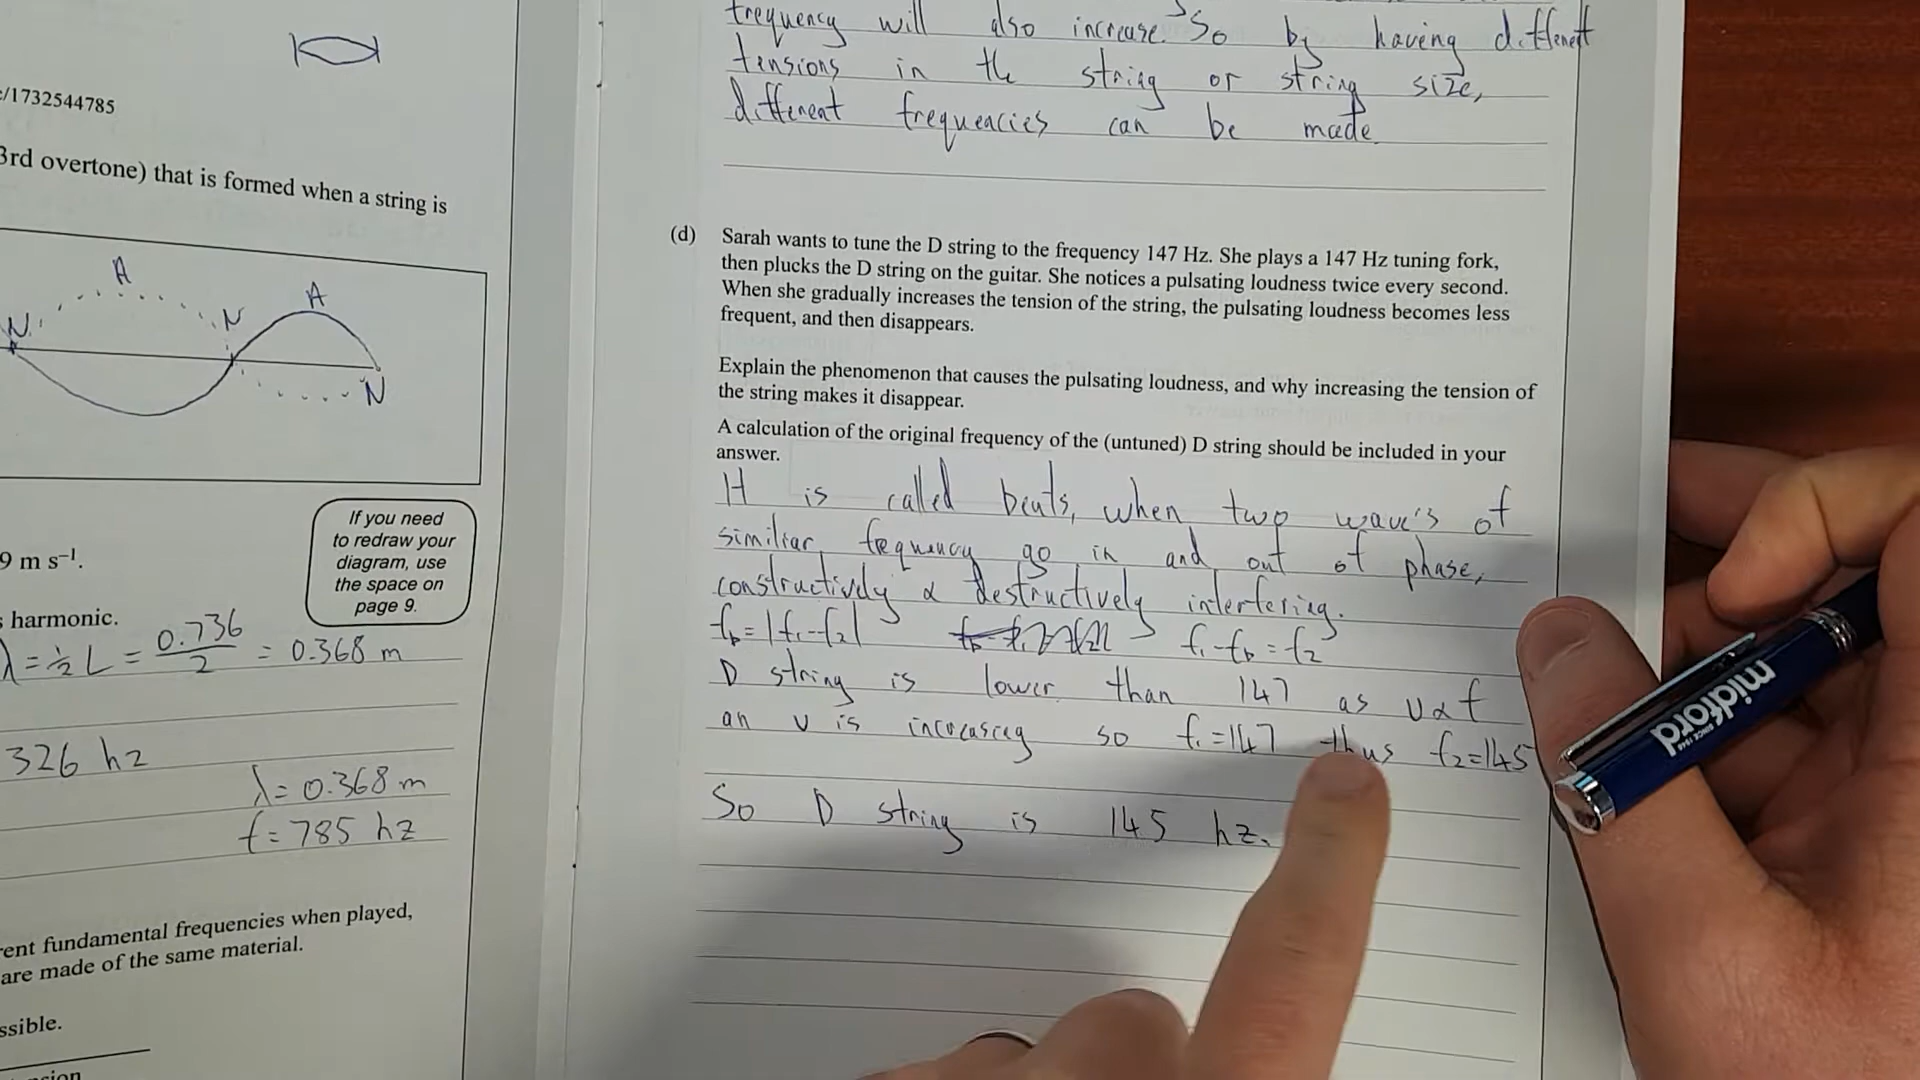 :/1732544785
3rd overtone) that is formed when a string is
A
A
N
N
N
If you need
to redraw your
diagram, use
the space on
page 9.
9 m s⁻¹.
s harmonic.
λ = ½ L = 0.736 / 2 = 0.368 m
326 hz
λ = 0.368 m
f = 785 hz
rent fundamental frequencies when played,
are made of the same material.
ssible.
frequency will also increase. So by having different
tensions in the string or string size,
different frequencies can be made.
(d) Sarah wants to tune the D string to the frequency 147 Hz. She plays a 147 Hz tuning fork,
then plucks the D string on the guitar. She notices a pulsating loudness twice every second.
When she gradually increases the tension of the string, the pulsating loudness becomes less
frequent, and then disappears.
Explain the phenomenon that causes the pulsating loudness, and why increasing the tension of
the string makes it disappear.
A calculation of the original frequency of the (untuned) D string should be included in your
answer.
It is called beats, when two wave's of
similiar frequency go in and out of phase,
constructively & destructively interfering.
fb = |f1-f2| f1-fb = f2
D string is lower than 147 as v∝f
an v is increasing so f1=147 thus f2=145
So D string is 145 hz.
midford
SINCE 1946